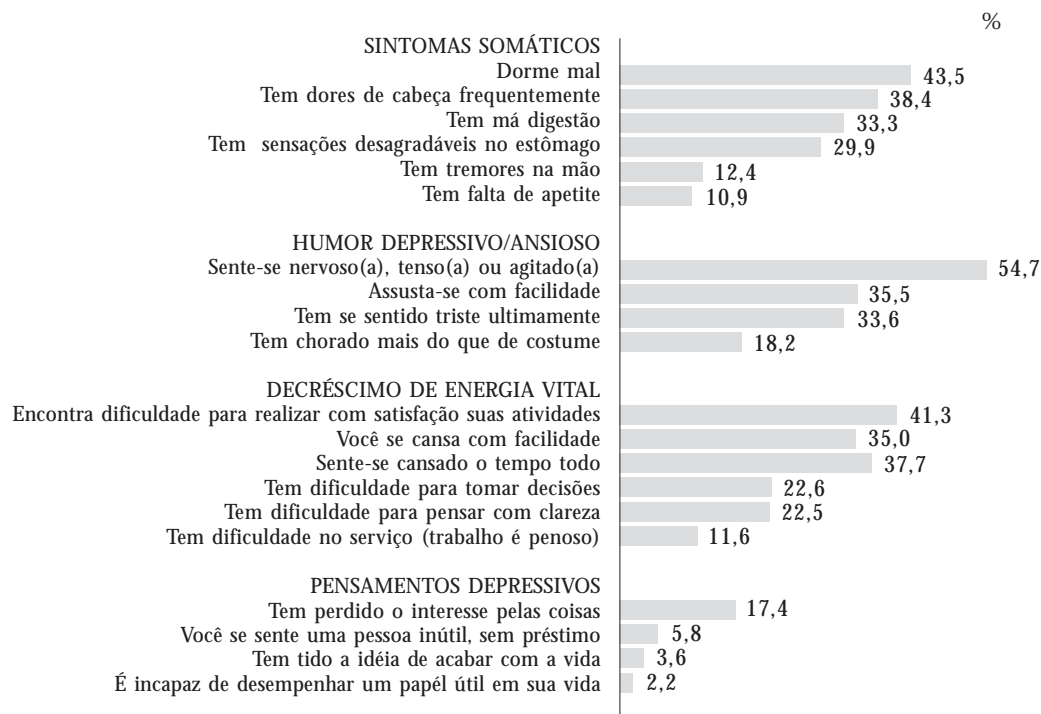 %
SINTOMAS SOMÁTICOS
Dorme mal 43,5
Tem dores de cabeça frequentemente 38,4
Tem má digestão 33,3
Tem sensações desagradáveis no estômago 29,9
Tem tremores na mão 12,4
Tem falta de apetite 10,9
HUMOR DEPRESSIVO/ANSIOSO
Sente-se nervoso(a), tenso(a) ou agitado(a) 54,7
Assusta-se com facilidade 35,5
Tem se sentido triste ultimamente 33,6
Tem chorado mais do que de costume 18,2
DECRÉSCIMO DE ENERGIA VITAL
Encontra dificuldade para realizar com satisfação suas atividades 41,3
Você se cansa com facilidade 35,0
Sente-se cansado o tempo todo 37,7
Tem dificuldade para tomar decisões 22,6
Tem dificuldade para pensar com clareza 22,5
Tem dificuldade no serviço (trabalho é penoso) 11,6
PENSAMENTOS DEPRESSIVOS
Tem perdido o interesse pelas coisas 17,4
Você se sente uma pessoa inútil, sem préstimo 5,8
Tem tido a idéia de acabar com a vida 3,6
É incapaz de desempenhar um papél útil em sua vida 2,2